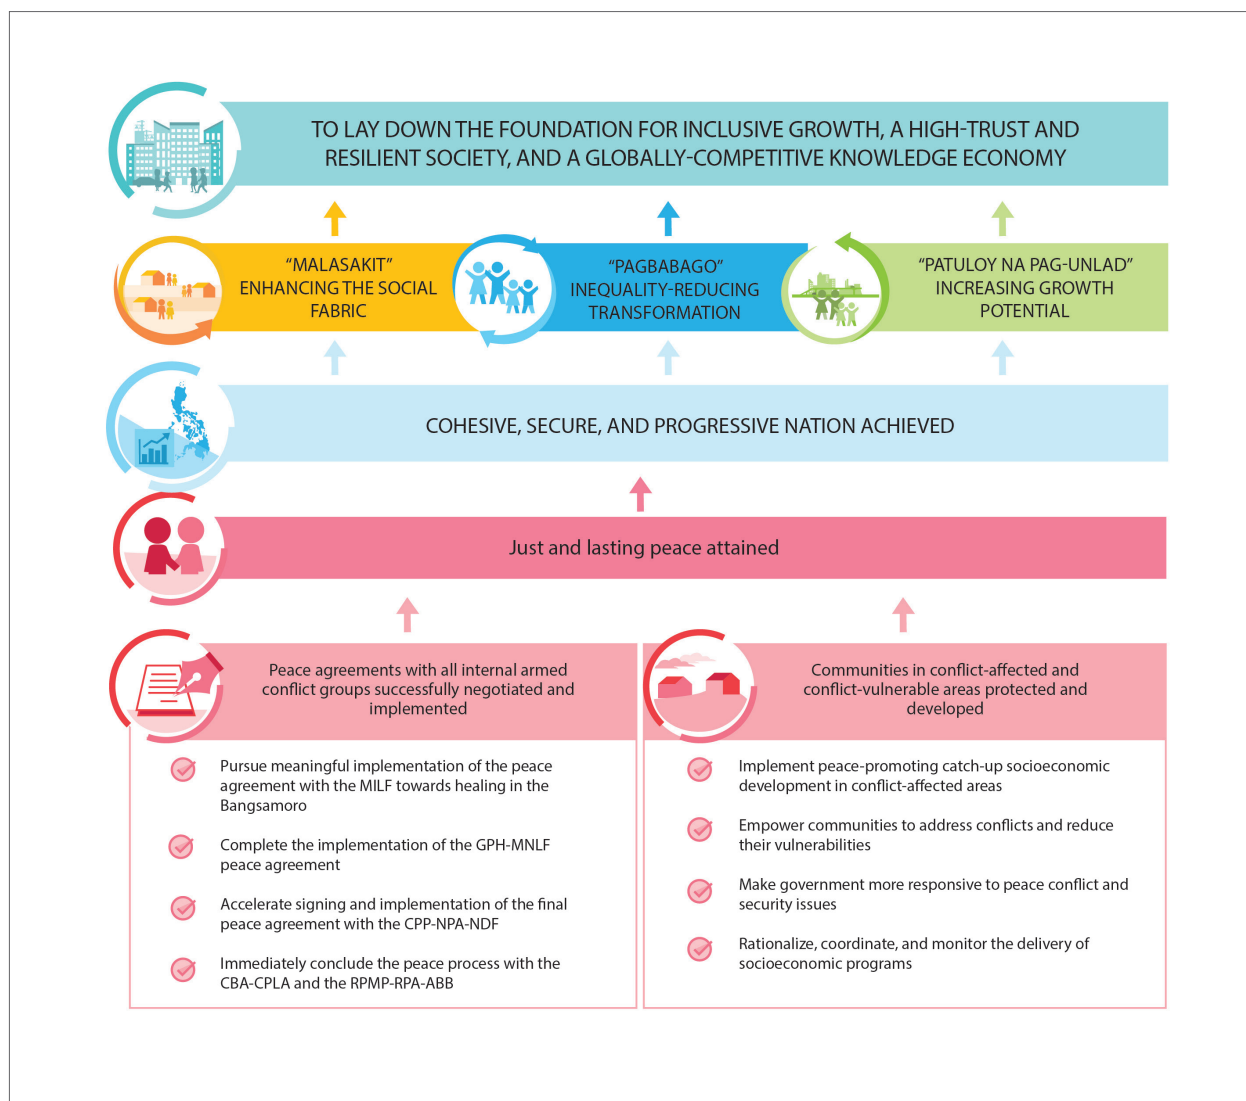 TO LAY DOWN THE FOUNDATION FOR INCLUSIVE GROWTH, A HIGH-TRUST AND
RESILIENT SOCIETY, AND A GLOBALLY-COMPETITIVE KNOWLEDGE ECONOMY
“MALASAKIT”
ENHANCING THE SOCIAL
FABRIC
“PAGBABAGO”
INEQUALITY-REDUCING
TRANSFORMATION
“PATULOY NA PAG-UNLAD”
INCREASING GROWTH
POTENTIAL
COHESIVE, SECURE, AND PROGRESSIVE NATION ACHIEVED
Just and lasting peace attained
Peace agreements with all internal armed
conflict groups successfully negotiated and
implemented
Pursue meaningful implementation of the peace
agreement with the MILF towards healing in the
Bangsamoro
Complete the implementation of the GPH-MNLF
peace agreement
Accelerate signing and implementation of the final
peace agreement with the CPP-NPA-NDF
Immediately conclude the peace process with the
CBA-CPLA and the RPMP-RPA-ABB
Communities in conflict-affected and
conflict-vulnerable areas protected and
developed
Implement peace-promoting catch-up socioeconomic
development in conflict-affected areas
Empower communities to address conflicts and reduce
their vulnerabilities
Make government more responsive to peace conflict and
security issues
Rationalize, coordinate, and monitor the delivery of
socioeconomic programs